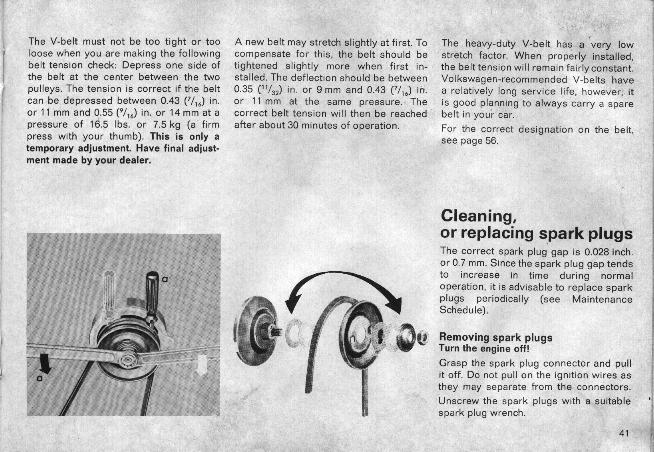 The V-belt must not be too tight or too
loose when you are making the following
belt tension check: Depress one side of
the belt at the center between the two
pulleys. The tension is correct if the belt
can be depressed between 0.43 (7/16) in.
or 11 mm and 0.55 (9/16) in. or 14 mm at a
pressure of 16.5 lbs. or 7.5 kg (a firm
press with your thumb). This is only a
temporary adjustment. Have final adjust-
ment made by your dealer.
A new belt may stretch slightly at first. To
compensate for this, the belt should be
tightened slightly more when first in-
stalled. The deflection should be between
0.35 (11/32) in. or 9 mm and 0.43 (7/16) in.
or 11 mm at the same pressure. The
correct belt tension will then be reached
after about 30 minutes of operation.
The heavy-duty V-belt has a very low
stretch factor. When properly installed,
the belt tension will remain fairly constant.
Volkswagen-recommended V-belts have
a relatively long service life, however, it
is good planning to always carry a spare
belt in your car.
For the correct designation on the belt,
see page 56.
a
a
Cleaning,
or replacing spark plugs
The correct spark plug gap is 0.028 inch.
or 0.7 mm. Since the spark plug gap tends
to increase in time during normal
operation, it is advisable to replace spark
plugs periodically (see Maintenance
Schedule).
Removing spark plugs
Turn the engine off!
Grasp the spark plug connector and pull
it off. Do not pull on the ignition wires as
they may separate from the connectors.
Unscrew the spark plugs with a suitable
spark plug wrench.
41